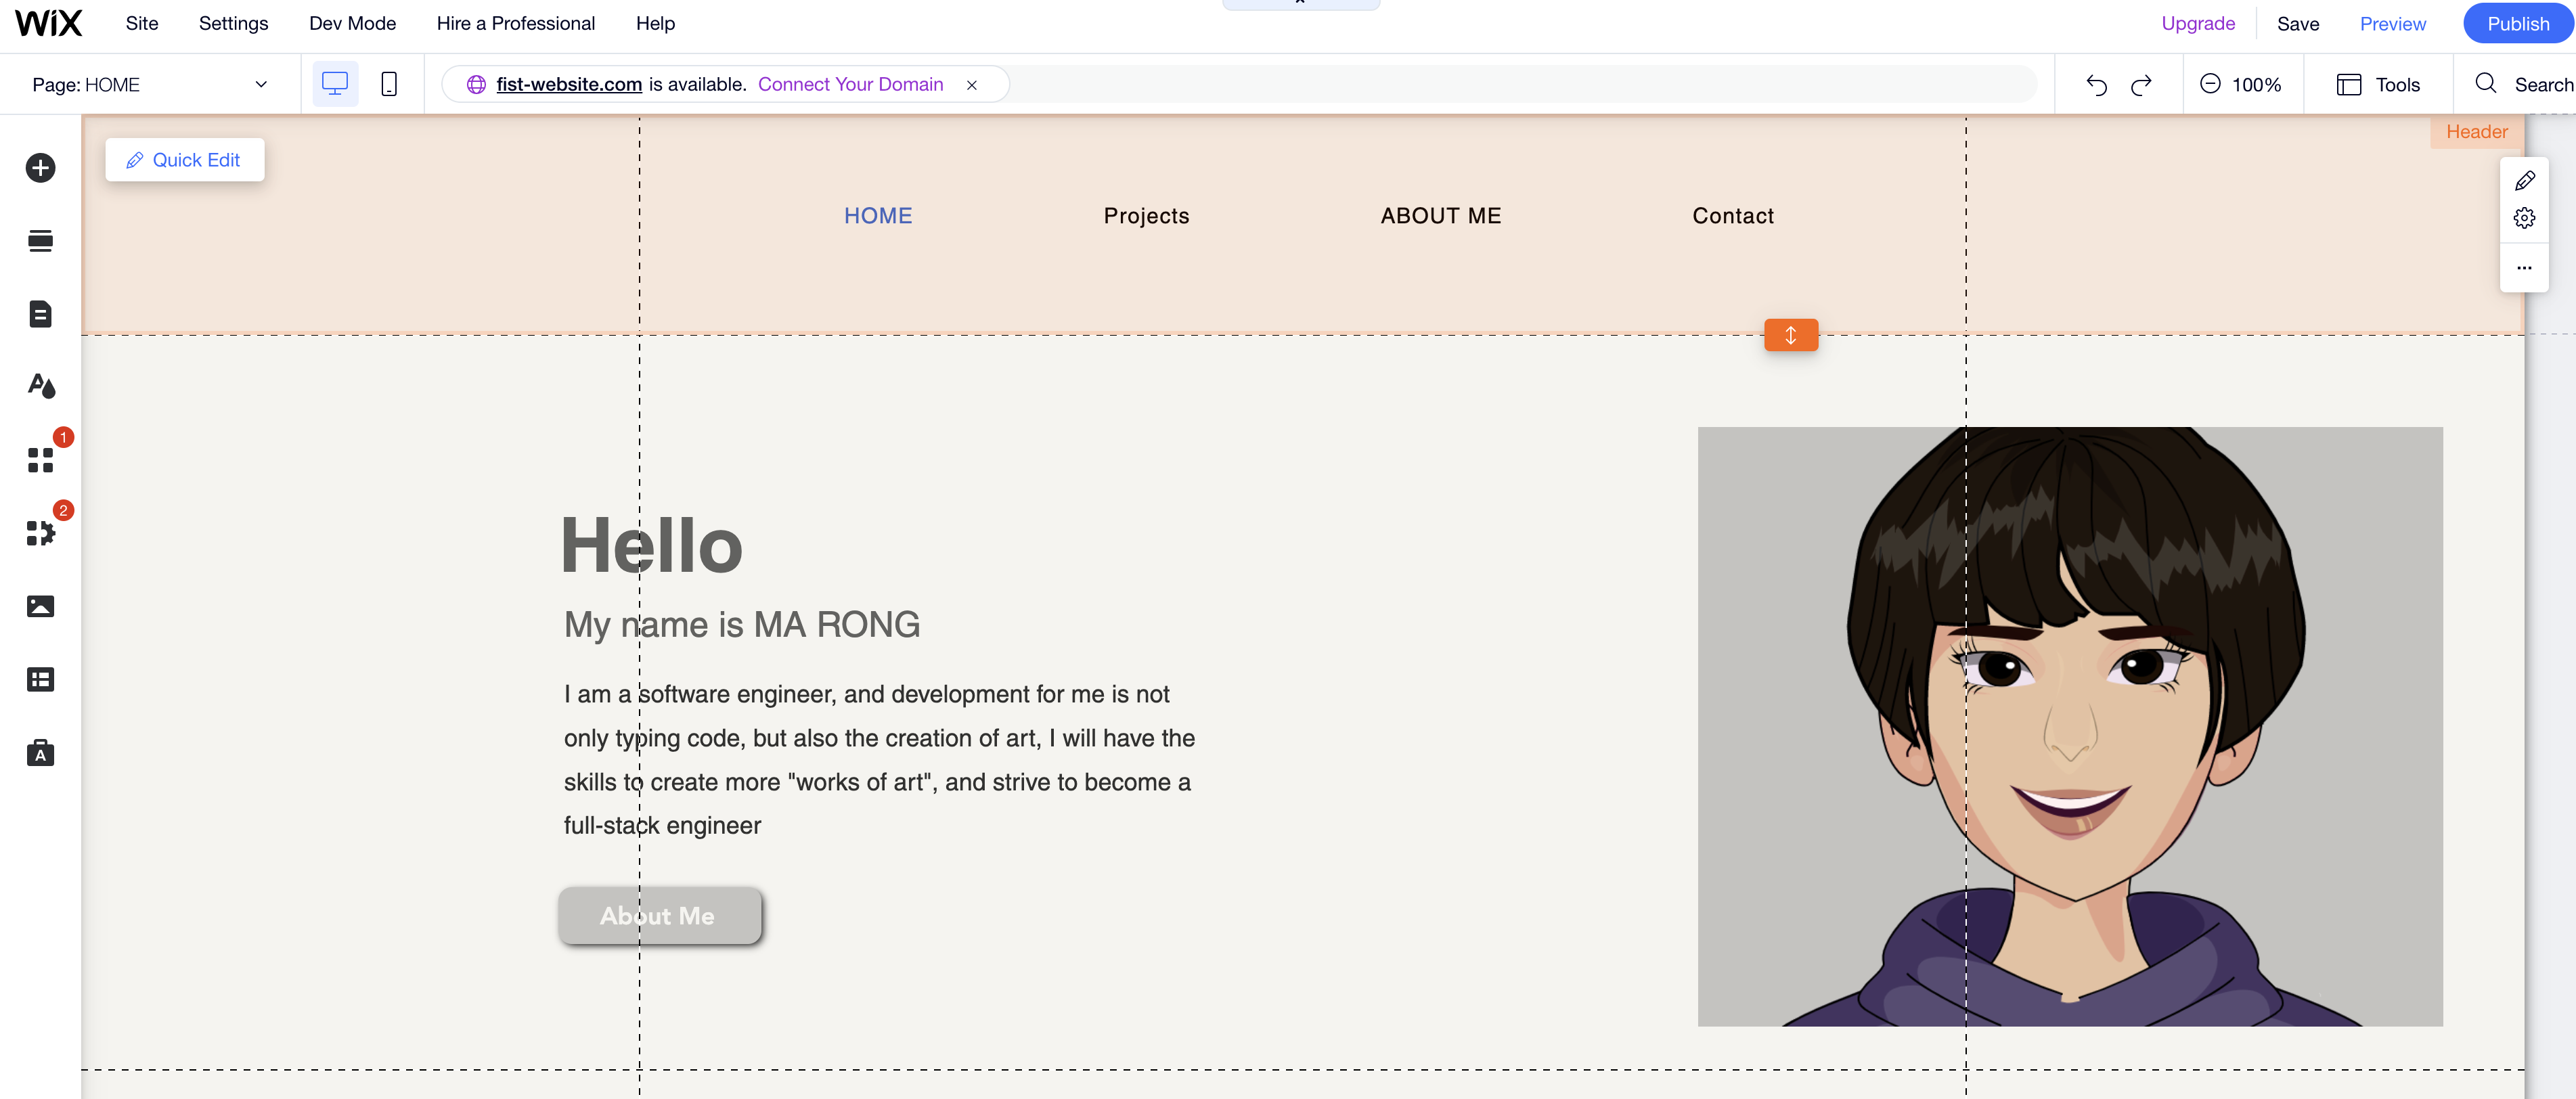 WiX Site Settings Dev Mode Hire a Professional Help Upgrade Save Preview Publish
Page: HOME fist-website.com is available. Connect Your Domain 100% Tools Search
Header
Quick Edit
HOME Projects ABOUT ME Contact
1
2
Hello
My name is MA RONG
I am a software engineer, and development for me is not
only typing code, but also the creation of art, I will have the
skills to create more "works of art", and strive to become a
full-stack engineer
A
About Me